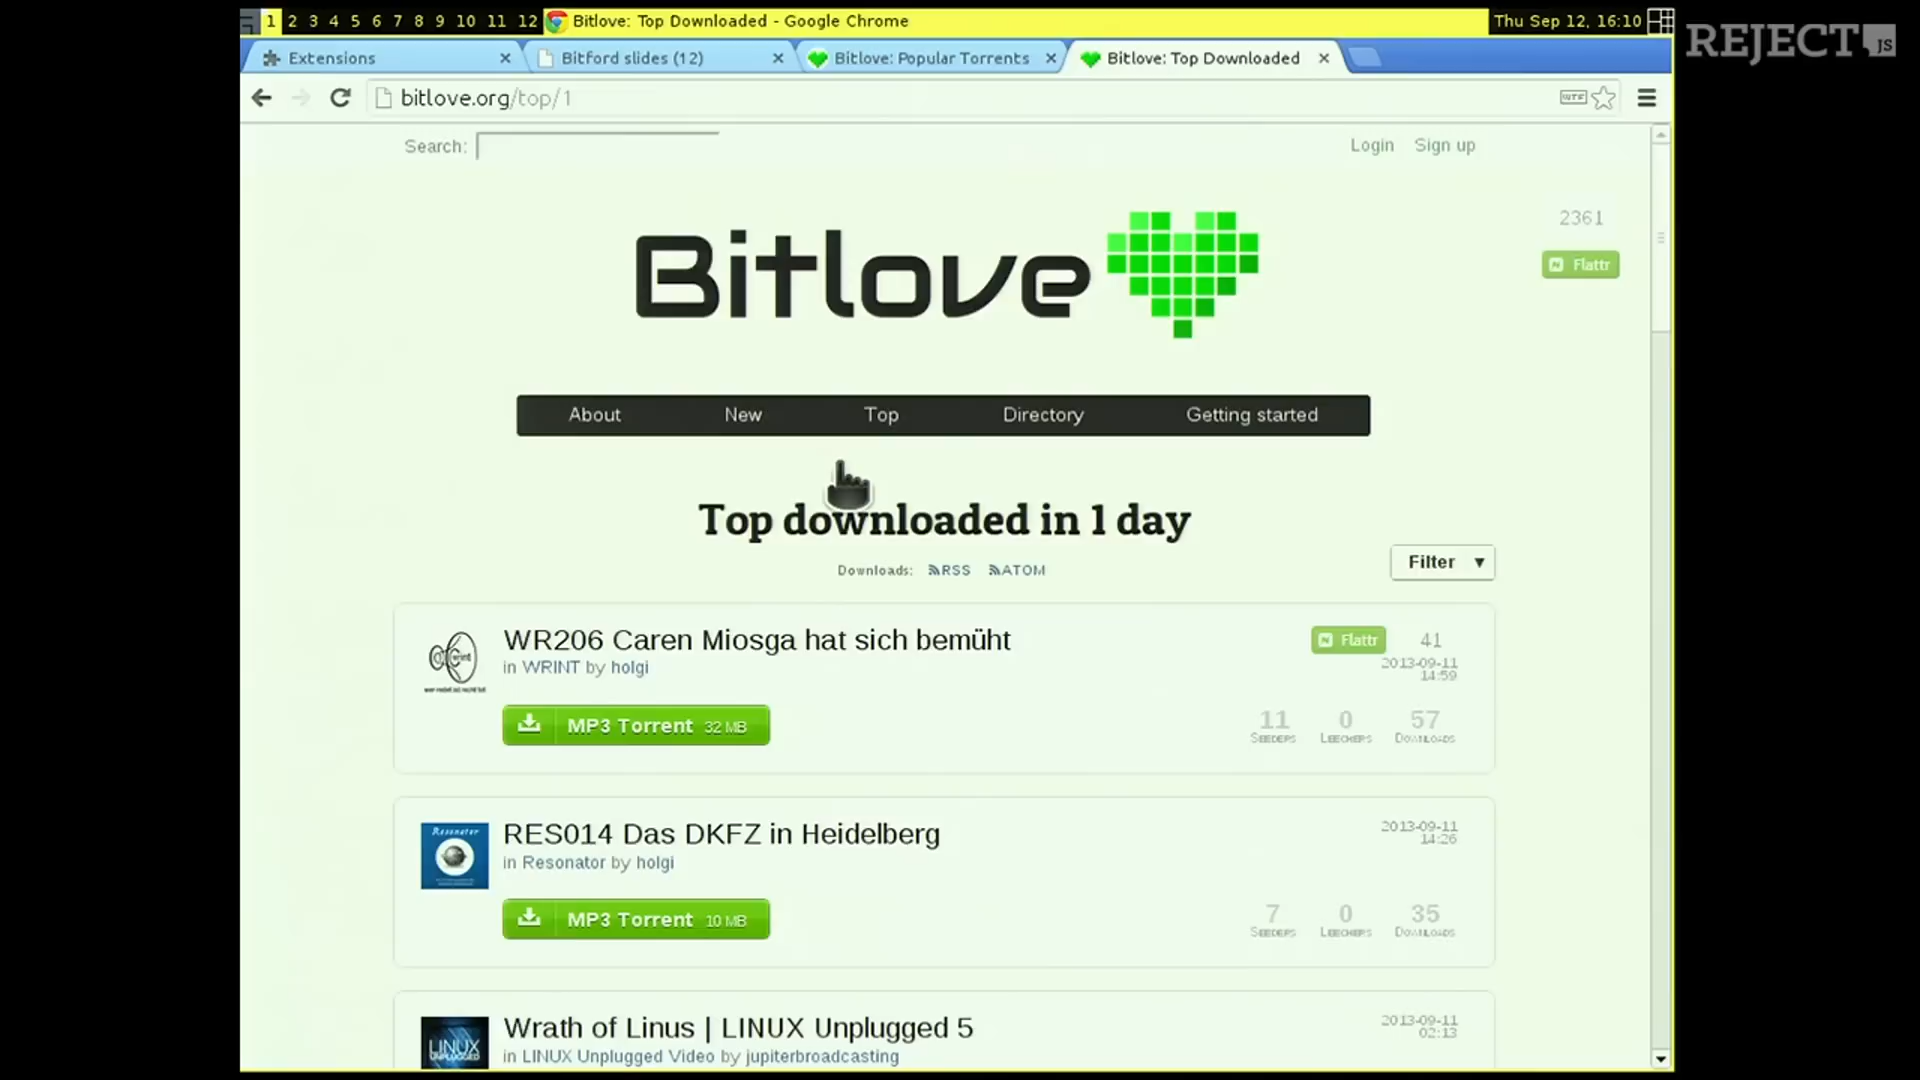 1 2 3 4 5 6 7 8 9 10 11 12 Bitlove: Top Downloaded - Google Chrome Thu Sep 12, 16:10
REJECT JS
Extensions Bitford slides (12) Bitlove: Popular Torrents Bitlove: Top Downloaded
bitlove.org/top/1
Search: Login Sign up
2361
Flattr
Bitlove
About New Top Directory Getting started
Top downloaded in 1 day
Downloads: RSS ATOM
Filter ▼
WR206 Caren Miosga hat sich bemüht
Flattr 41
in WRINT by holgi
2013-09-11
14:59
MP3 Torrent 32 MB
11 0 57
Seeders Leechers Downloads
Resonator
RES014 Das DKFZ in Heidelberg
2013-09-11
14:26
in Resonator by holgi
MP3 Torrent 10 MB
7 0 35
Seeders Leechers Downloads
Wrath of Linus | LINUX Unplugged 5
2013-09-11
02:13
LINUX
UNPLUGGED
in LINUX Unplugged Video by jupiterbroadcasting